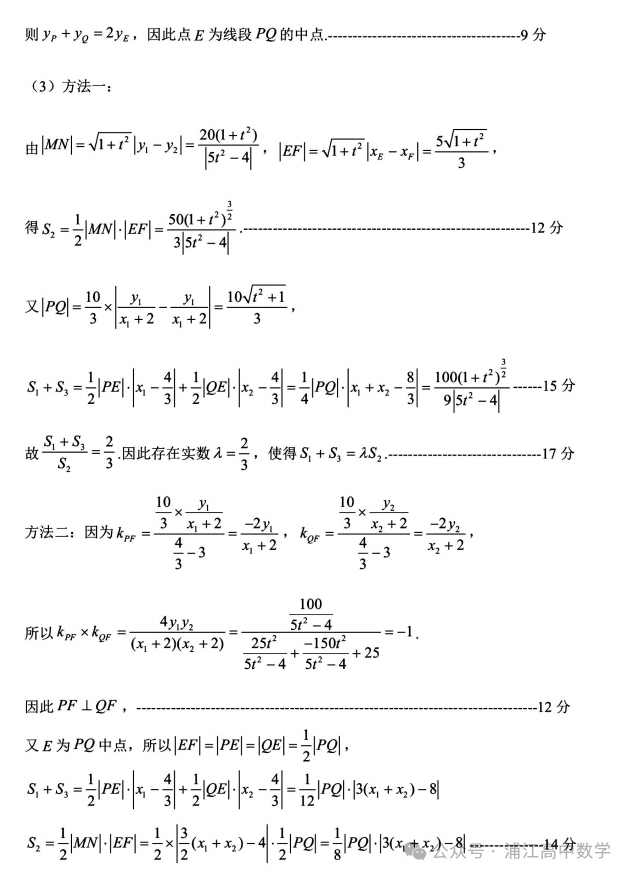 则 $y_P + y_Q = 2y_E$，因此点 $E$ 为线段 $PQ$ 的中点.----------------------------------------9 分
（3）方法一：
由 $|MN| = \sqrt{1+t^2}|y_1 - y_2| = \frac{20(1+t^2)}{|5t^2-4|}$，$|EF| = \sqrt{1+t^2}|x_E - x_F| = \frac{5\sqrt{1+t^2}}{3}$，
得 $S_2 = \frac{1}{2}|MN| \cdot |EF| = \frac{50(1+t^2)^{\frac{3}{2}}}{3|5t^2-4|}$.------------------------------------------------------------12 分
又 $|PQ| = \frac{10}{3} \times \left|\frac{y_1}{x_1+2} - \frac{y_1}{x_1+2}\right| = \frac{10\sqrt{t^2+1}}{3}$，
$S_1 + S_3 = \frac{1}{2}|PE| \cdot \left|x_1 - \frac{4}{3}\right| + \frac{1}{2}|QE| \cdot \left|x_2 - \frac{4}{3}\right| = \frac{1}{4}|PQ| \cdot \left|x_1 + x_2 - \frac{8}{3}\right| = \frac{100(1+t^2)^{\frac{3}{2}}}{9|5t^2-4|}$ ------15 分
故 $\frac{S_1+S_3}{S_2} = \frac{2}{3}$.因此存在实数 $\lambda = \frac{2}{3}$，使得 $S_1 + S_3 = \lambda S_2$.--------------------------------17 分
方法二：因为 $k_{PF} = \frac{\frac{10}{3} \times \frac{y_1}{x_1+2}}{\frac{4}{3}-3} = \frac{-2y_1}{x_1+2}$，$k_{QF} = \frac{\frac{10}{3} \times \frac{y_2}{x_2+2}}{\frac{4}{3}-3} = \frac{-2y_2}{x_2+2}$，
所以 $k_{PF} \times k_{QF} = \frac{4y_1y_2}{(x_1+2)(x_2+2)} = \frac{\frac{100}{5t^2-4}}{\frac{25t^2}{5t^2-4} + \frac{-150t^2}{5t^2-4} + 25} = -1$.
因此 $PF \perp QF$，------------------------------------------------------------------------------------12 分
又 $E$ 为 $PQ$ 中点，所以 $|EF| = |PE| = |QE| = \frac{1}{2}|PQ|$，
$S_1 + S_3 = \frac{1}{2}|PE| \cdot \left|x_1 - \frac{4}{3}\right| + \frac{1}{2}|QE| \cdot \left|x_2 - \frac{4}{3}\right| = \frac{1}{12}|PQ| \cdot |3(x_1+x_2) - 8|$
$S_2 = \frac{1}{2}|MN| \cdot |EF| = \frac{1}{2} \times \left|\frac{3}{2}(x_1+x_2) - 4\right| \cdot \frac{1}{2}|PQ| = \frac{1}{8}|PQ| \cdot |3(x_1+x_2) - 8|$ ----------------14 分
公众号 · 浦江高中数学